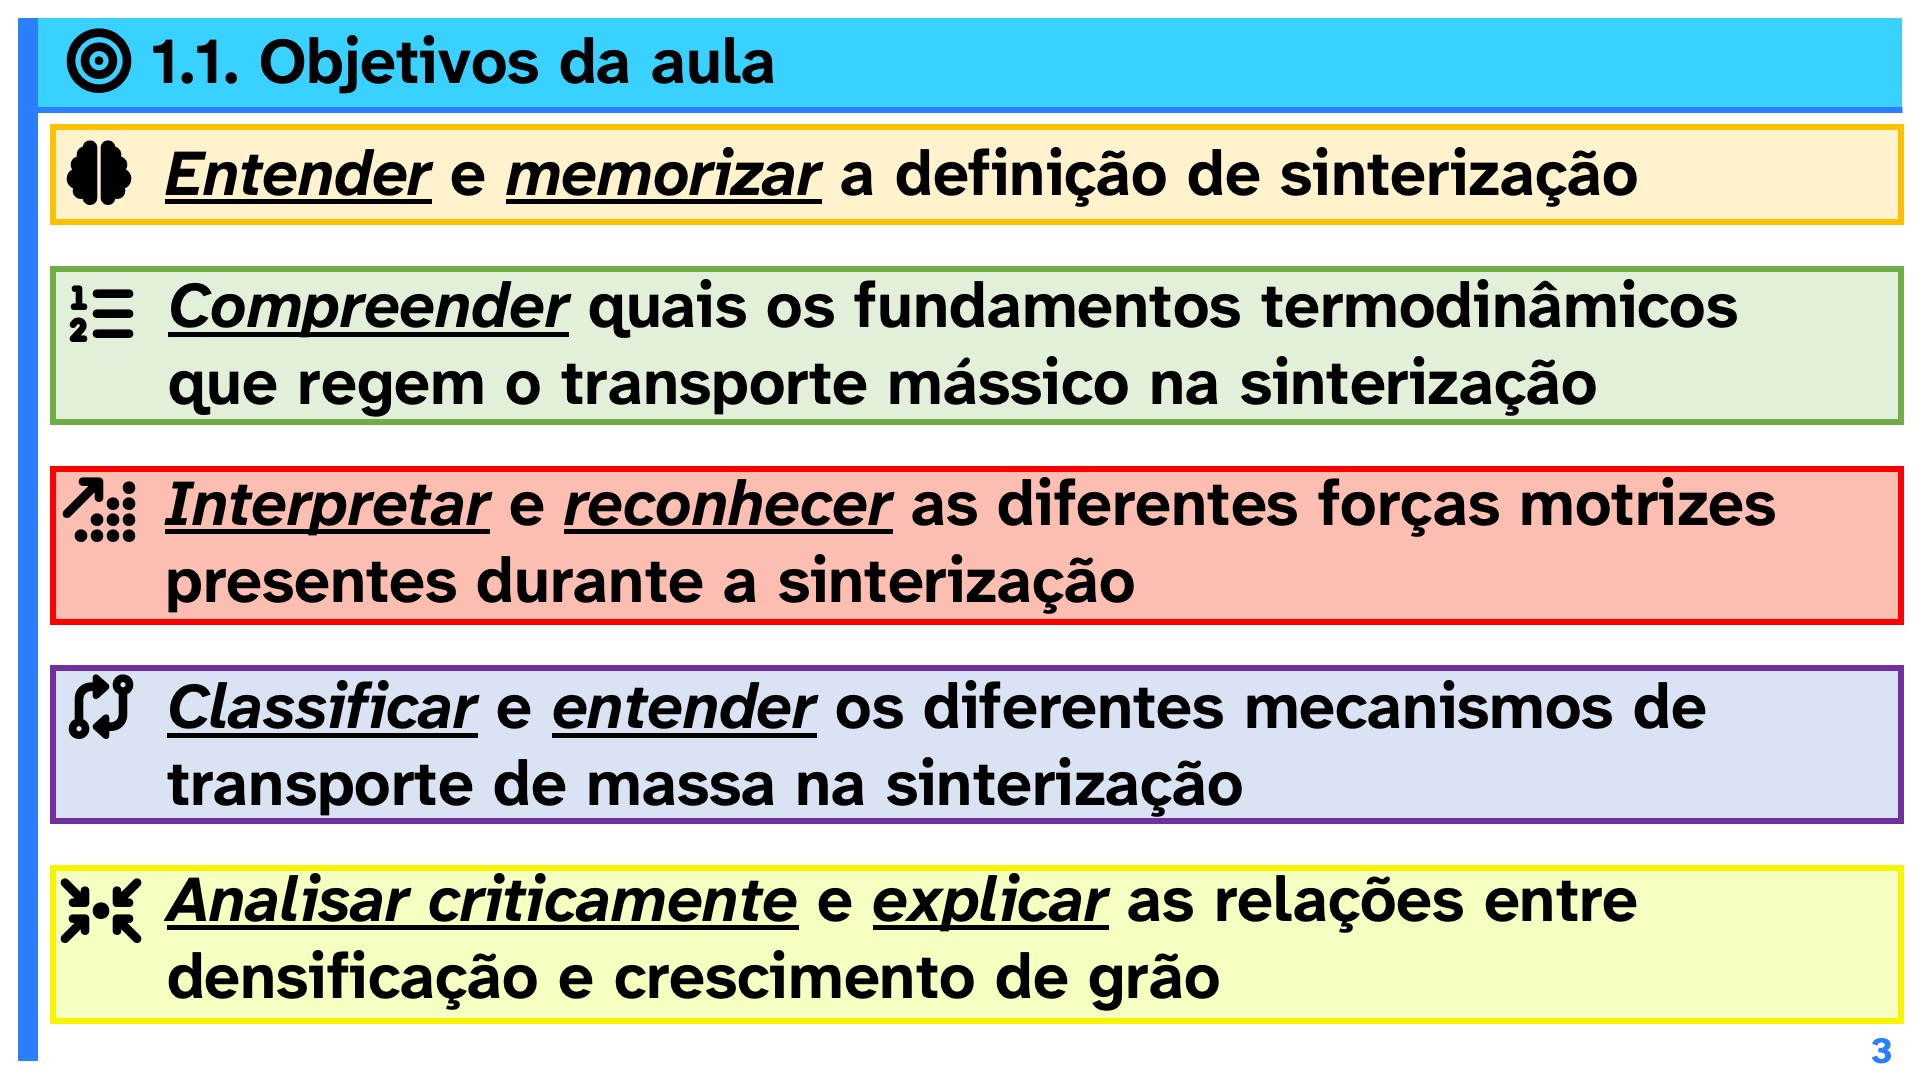 1.1. Objetivos da aula
Entender e memorizar a definição de sinterização
1
2
Compreender quais os fundamentos termodinâmicos
que regem o transporte mássico na sinterização
Interpretar e reconhecer as diferentes forças motrizes
presentes durante a sinterização
Classificar e entender os diferentes mecanismos de
transporte de massa na sinterização
Analisar criticamente e explicar as relações entre
densificação e crescimento de grão
3